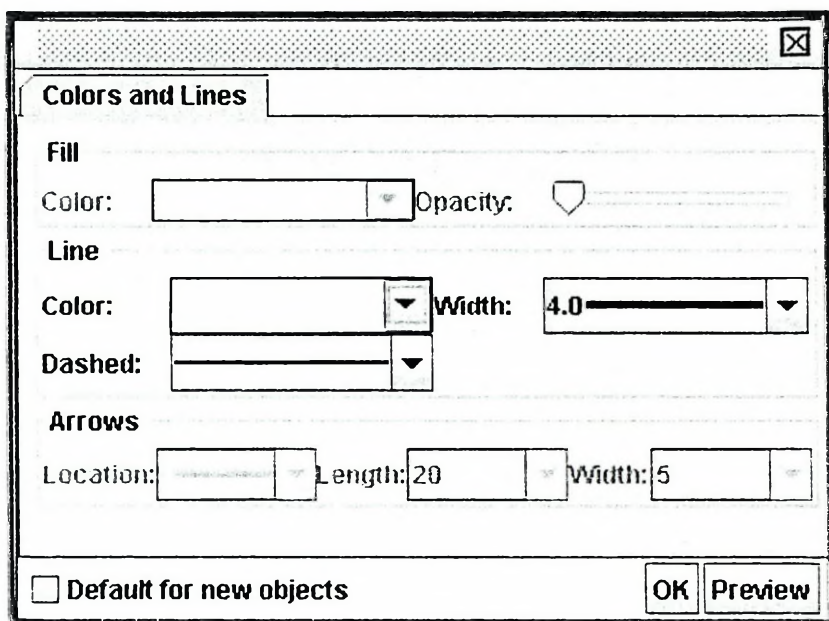 Colors and Lines
Fill
Color: Opacity:
Line
Color: Width: 4.0
Dashed:
Arrows
Location: Length: 20 Width: 5
Default for new objects OK Preview